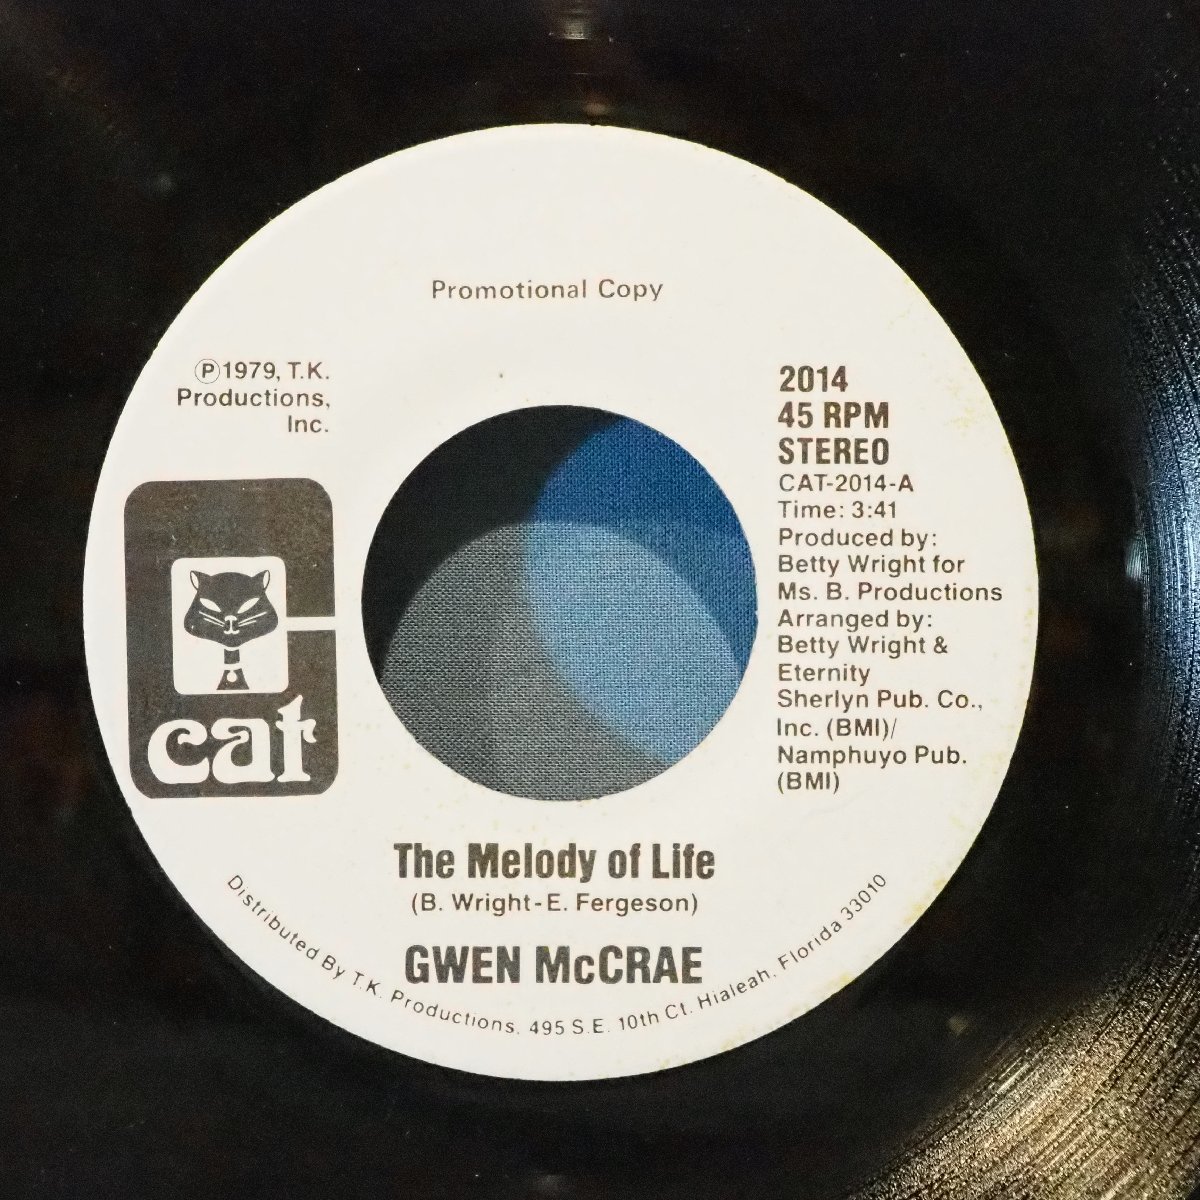 Promotional Copy
Ⓟ1979, T.K.
Productions,
Inc.
cat
2014
45 RPM
STEREO
CAT-2014-A
Time: 3:41
Produced by:
Betty Wright for
Ms. B. Productions
Arranged by:
Betty Wright &
Eternity
Sherlyn Pub. Co.,
Inc. (BMI)/
Namphuyo Pub.
(BMI)
The Melody of Life
(B. Wright-E. Fergeson)
GWEN McCRAE
Distributed By T.K. Productions, 495 S.E. 10th Ct. Hialeah, Florida 33010